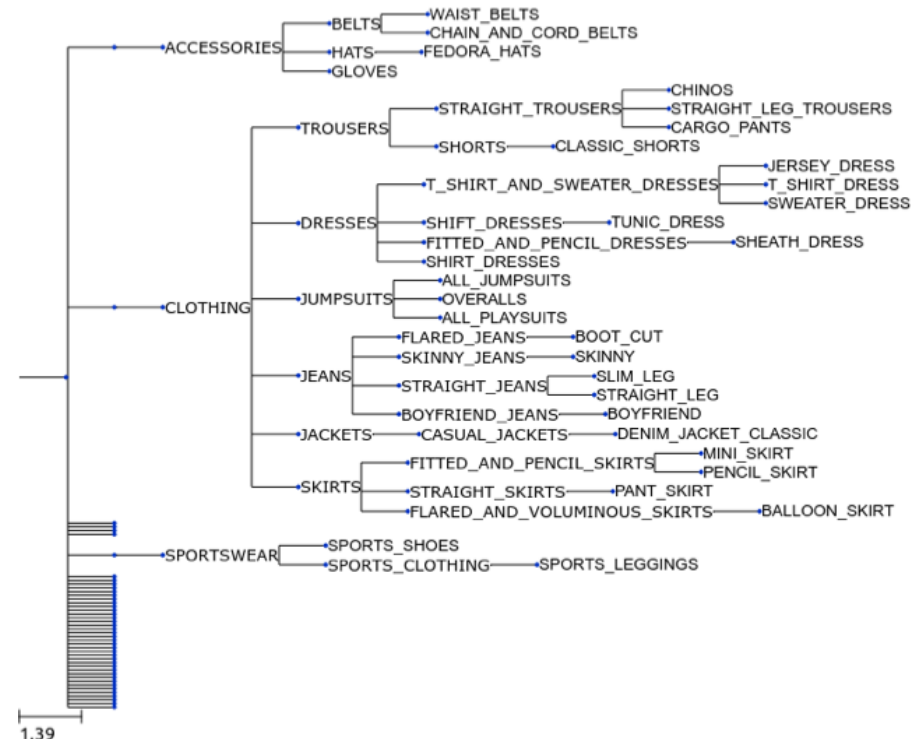 WAIST_BELTS
BELTS
CHAIN_AND_CORD_BELTS
ACCESSORIES
HATS FEDORA_HATS
GLOVES
CHINOS
STRAIGHT_TROUSERS STRAIGHT_LEG_TROUSERS
TROUSERS CARGO_PANTS
SHORTS CLASSIC_SHORTS
JERSEY_DRESS
T_SHIRT_AND_SWEATER_DRESSES T_SHIRT_DRESS
SWEATER_DRESS
DRESSES SHIFT_DRESSES TUNIC_DRESS
FITTED_AND_PENCIL_DRESSES SHEATH_DRESS
SHIRT_DRESSES
ALL_JUMPSUITS
JUMPSUITS OVERALLS
CLOTHING
ALL_PLAYSUITS
FLARED_JEANS BOOT_CUT
SKINNY_JEANS SKINNY
JEANS SLIM_LEG
STRAIGHT_JEANS
STRAIGHT_LEG
BOYFRIEND_JEANS BOYFRIEND
JACKETS CASUAL_JACKETS DENIM_JACKET_CLASSIC
MINI_SKIRT
FITTED_AND_PENCIL_SKIRTS
PENCIL_SKIRT
SKIRTS STRAIGHT_SKIRTS PANT_SKIRT
FLARED_AND_VOLUMINOUS_SKIRTS BALLOON_SKIRT
SPORTS_SHOES
SPORTSWEAR
SPORTS_CLOTHING SPORTS_LEGGINGS
1.39